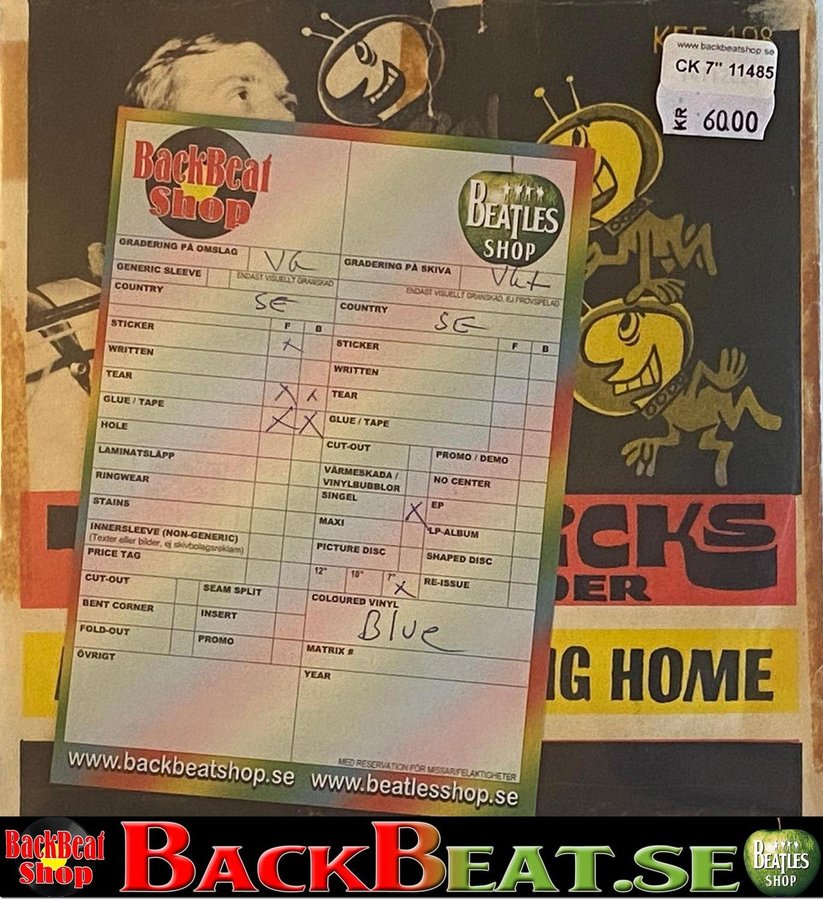 www.backbeatshop.se
CK 7" 11485
KR 60.00
BackBeat
Shop
BEATLES
SHOP
GRADERING PÅ OMSLAG VG
GRADERING PÅ SKIVA VG+
GENERIC SLEEVE
ENDAST VISUELLT GRANSKAD
ENDAST VISUELLT GRANSKAD, EJ PROVSPELAD
COUNTRY SE
COUNTRY SE
STICKER F B
WRITTEN X
TEAR
GLUE / TAPE X X
HOLE X X
LAMINATSLÄPP
RINGWEAR
STAINS
INNERSLEEVE (NON-GENERIC)
(Texter eller bilder, ej skivbolagsreklam)
PRICE TAG
CUT-OUT
SEAM SPLIT
BENT CORNER
INSERT
FOLD-OUT
PROMO
ÖVRIGT
STICKER F B
WRITTEN
TEAR
GLUE / TAPE
CUT-OUT
PROMO / DEMO
VÄRMESKADA /
VINYLBUBBLOR
NO CENTER
SINGEL X
EP
MAXI
LP-ALBUM
PICTURE DISC
SHAPED DISC
12" 10" 7" X
RE-ISSUE
COLOURED VINYL
Blue
MATRIX #
YEAR
MED RESERVATION FÖR MISSAR/FELAKTIGHETER
www.backbeatshop.se www.beatlesshop.se
HOME
BackBeat
Shop
BACKBEAT.SE
BEATLES
SHOP